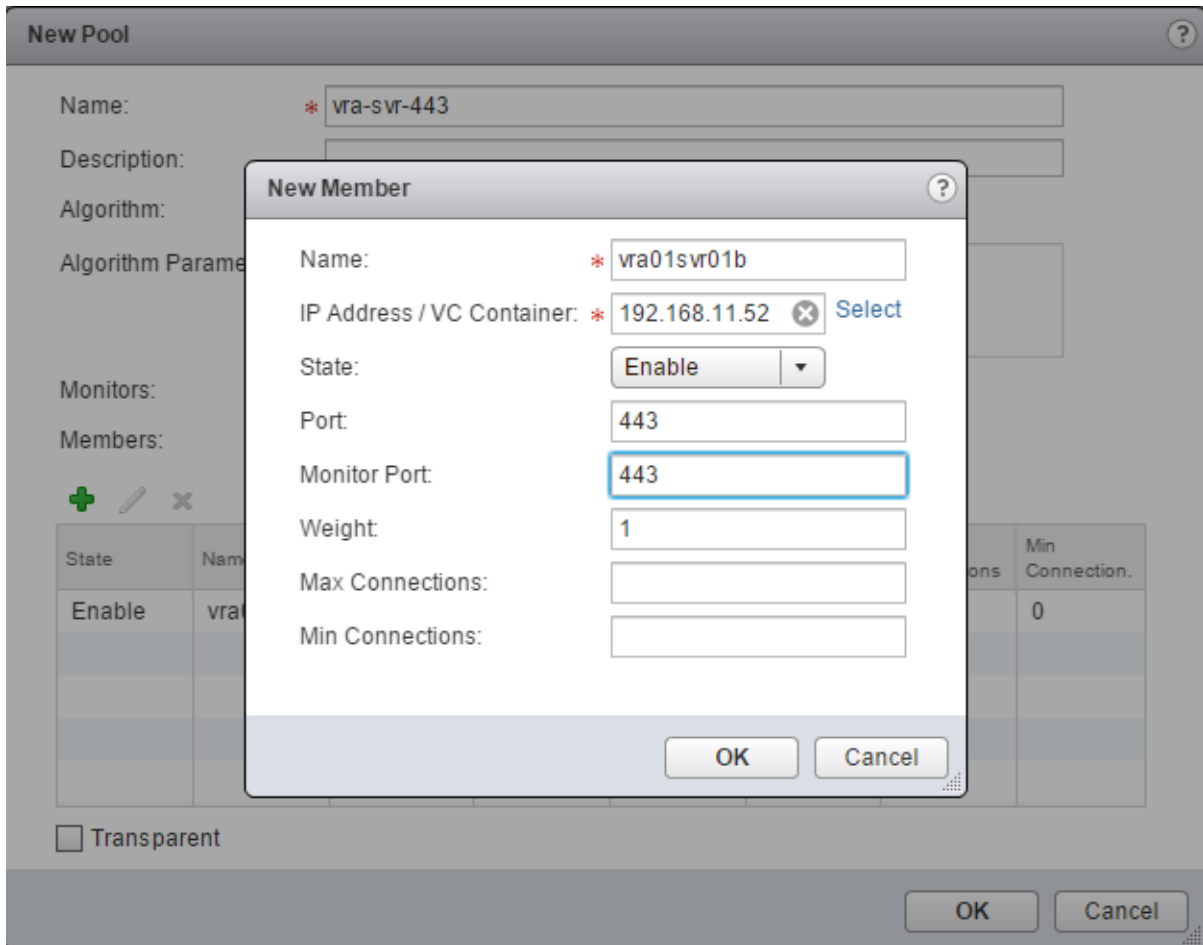 New Pool ?
Name: * vra-svr-443
Description:
Algorithm:
Algorithm Parame
Monitors:
Members:
New Member ?
Name: * vra01svr01b
IP Address / VC Container: * 192.168.11.52 Select
State: Enable
Port: 443
Monitor Port: 443
Weight: 1
Max Connections:
Min Connections:
OK Cancel
State Nam ons Min
Connection.
Enable vra 0
Transparent
OK Cancel